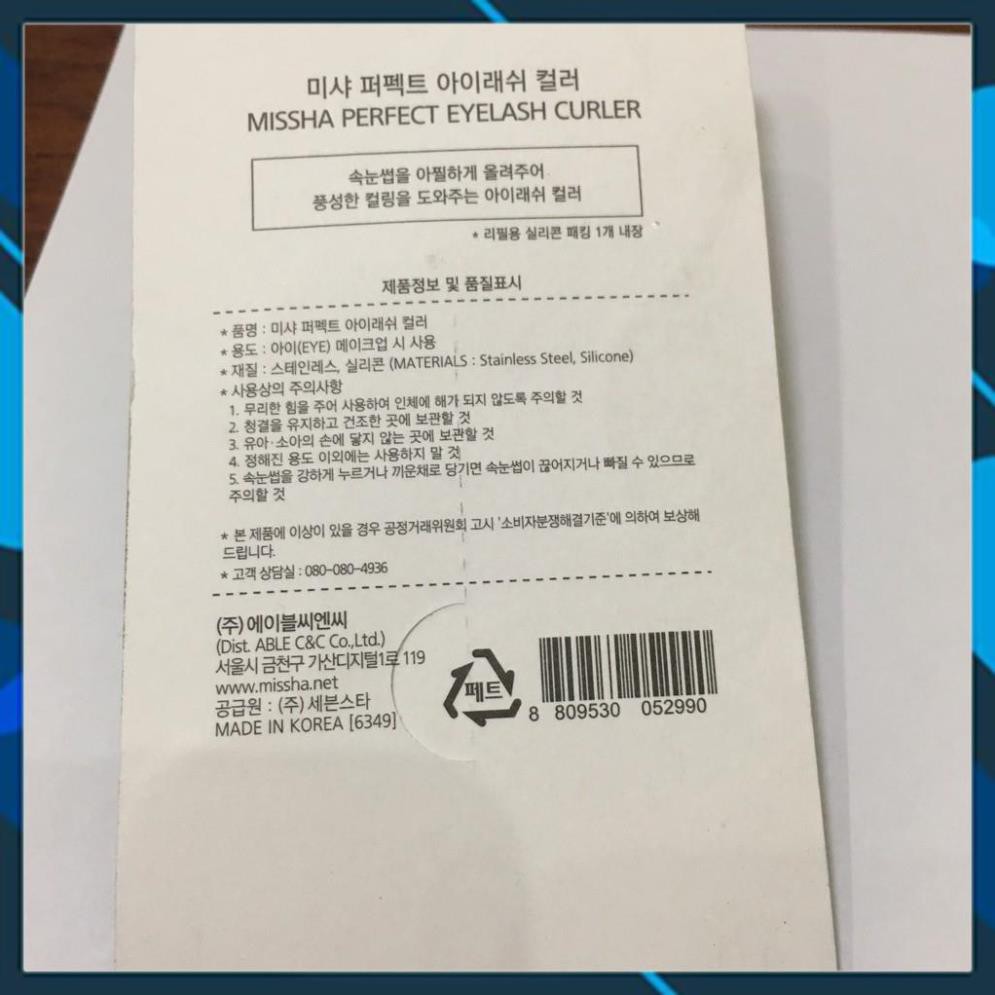 미샤 퍼펙트 아이래쉬 컬러
MISSHA PERFECT EYELASH CURLER
속눈썹을 아찔하게 올려주어
풍성한 컬링을 도와주는 아이래쉬 컬러
* 리필용 실리콘 패킹 1개 내장
제품정보 및 품질표시
* 품명 : 미샤 퍼펙트 아이래쉬 컬러
* 용도 : 아이(EYE) 메이크업 시 사용
* 재질 : 스테인레스, 실리콘 (MATERIALS : Stainless Steel, Silicone)
* 사용상의 주의사항
1. 무리한 힘을 주어 사용하여 인체에 해가 되지 않도록 주의할 것
2. 청결을 유지하고 건조한 곳에 보관할 것
3. 유아·소아의 손에 닿지 않는 곳에 보관할 것
4. 정해진 용도 이외에는 사용하지 말 것
5. 속눈썹을 강하게 누르거나 끼운채로 당기면 속눈썹이 끊어지거나 빠질 수 있으므로
주의할 것
* 본 제품에 이상이 있을 경우 공정거래위원회 고시 '소비자분쟁해결기준'에 의하여 보상해
드립니다.
* 고객 상담실 : 080-080-4936
(주) 에이블씨엔씨
(Dist. ABLE C&C Co.,Ltd.)
서울시 금천구 가산디지털1로 119
www.missha.net
공급원 : (주) 세븐스타
MADE IN KOREA [6349]
페트
8 809530 052990